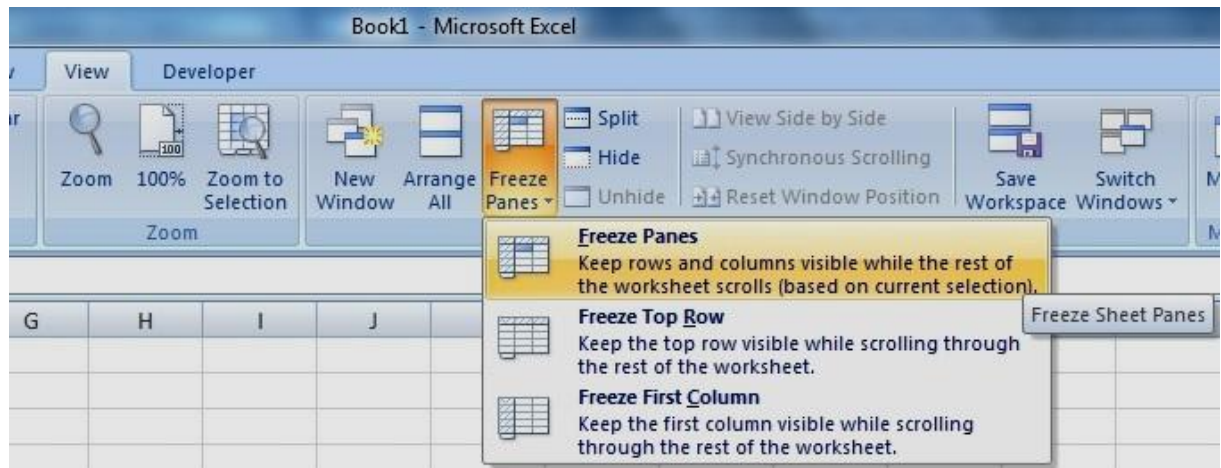 Book1 - Microsoft Excel
View Developer
Zoom
100%
Zoom to
Selection
New
Window
Arrange
All
Freeze
Panes
Split
Hide
Unhide
View Side by Side
Synchronous Scrolling
Reset Window Position
Save
Workspace
Switch
Windows
Zoom
Freeze Panes
Keep rows and columns visible while the rest of
the worksheet scrolls (based on current selection).
Freeze Sheet Panes
Freeze Top Row
Keep the top row visible while scrolling through
the rest of the worksheet.
Freeze First Column
Keep the first column visible while scrolling
through the rest of the worksheet.
G H I J